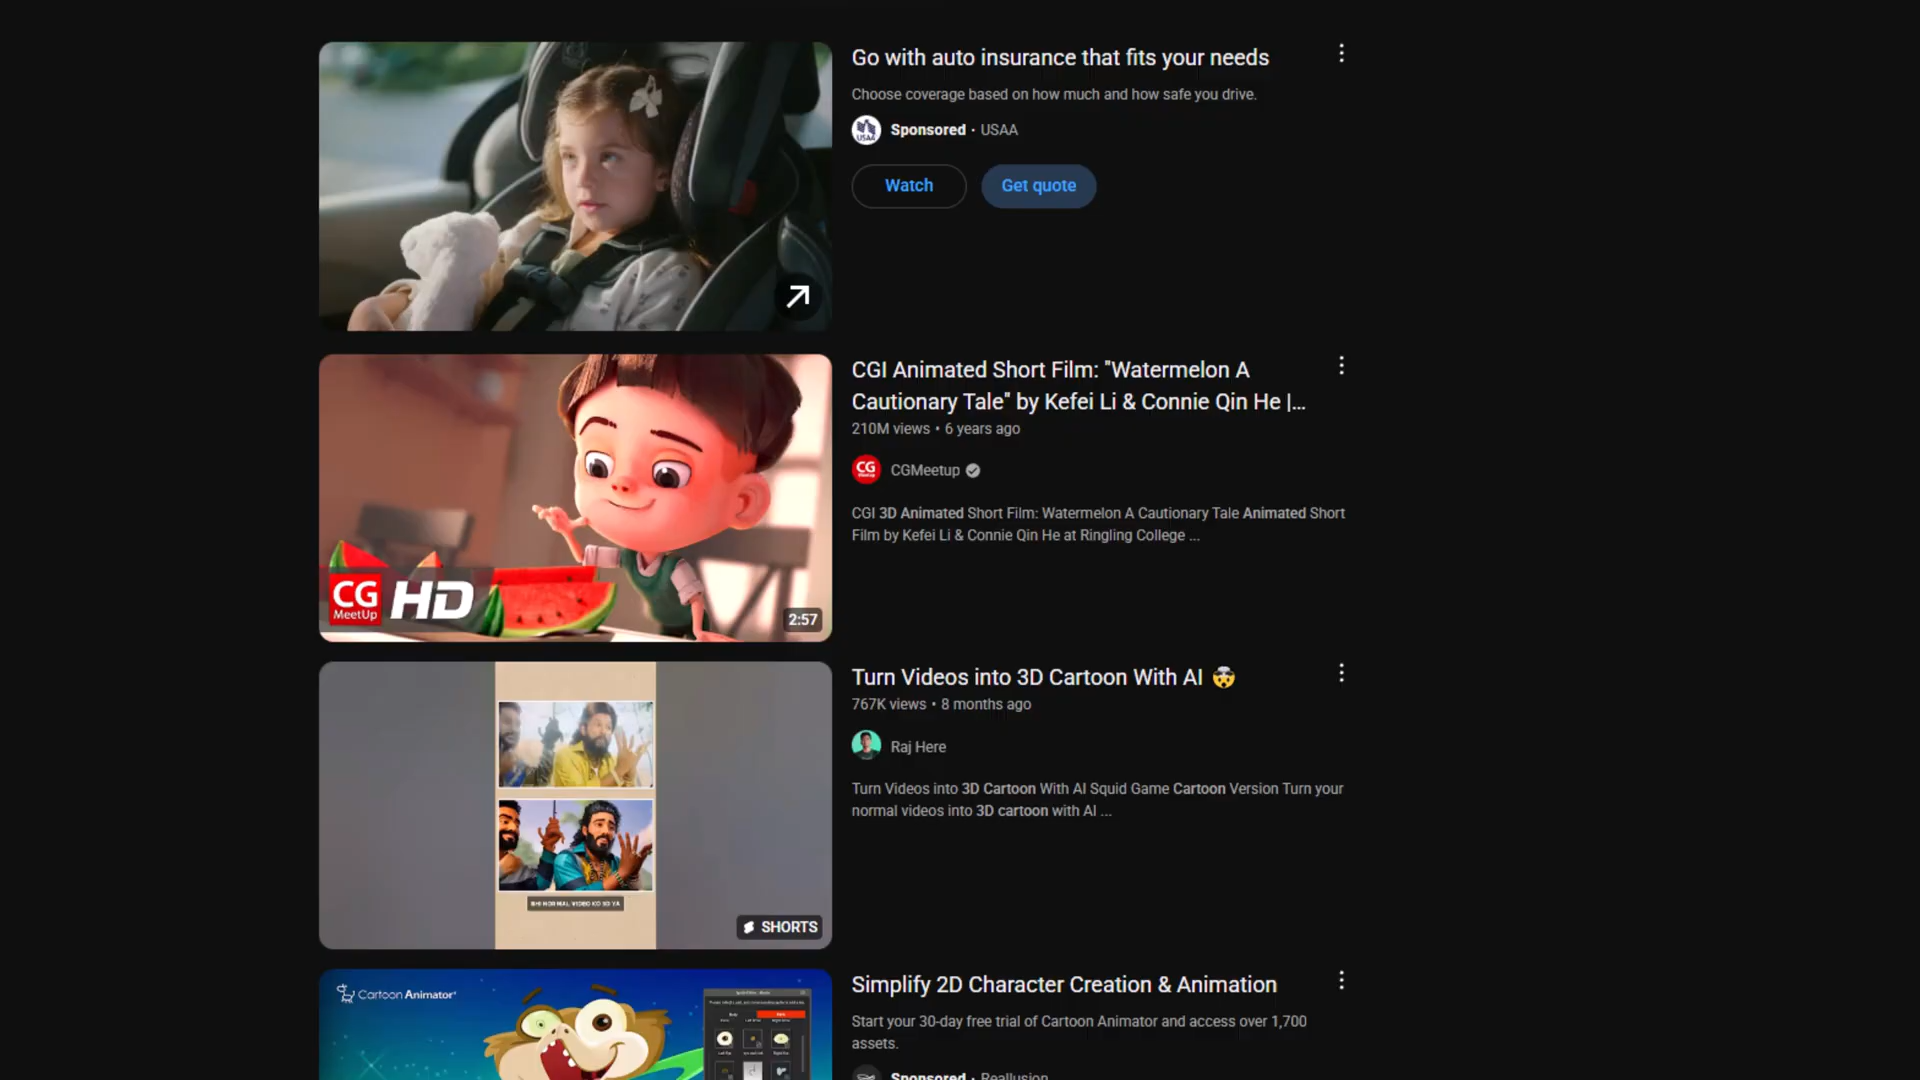 Go with auto insurance that fits your needs
Choose coverage based on how much and how safe you drive.
USAA
Sponsored · USAA
Watch
Get quote
CGI Animated Short Film: "Watermelon A
Cautionary Tale" by Kefei Li & Connie Qin He |...
210M views • 6 years ago
CG
CGMeetup
CGI 3D Animated Short Film: Watermelon A Cautionary Tale Animated Short
Film by Kefei Li & Connie Qin He at Ringling College ...
CG
MeetUp
HD
2:57
Turn Videos into 3D Cartoon With AI 🤯
767K views • 8 months ago
Raj Here
Turn Videos into 3D Cartoon With AI Squid Game Cartoon Version Turn your
normal videos into 3D cartoon with AI ...
SHORTS
Cartoon Animator
Simplify 2D Character Creation & Animation
Start your 30-day free trial of Cartoon Animator and access over 1,700
assets.
Sponsored · Reallusion